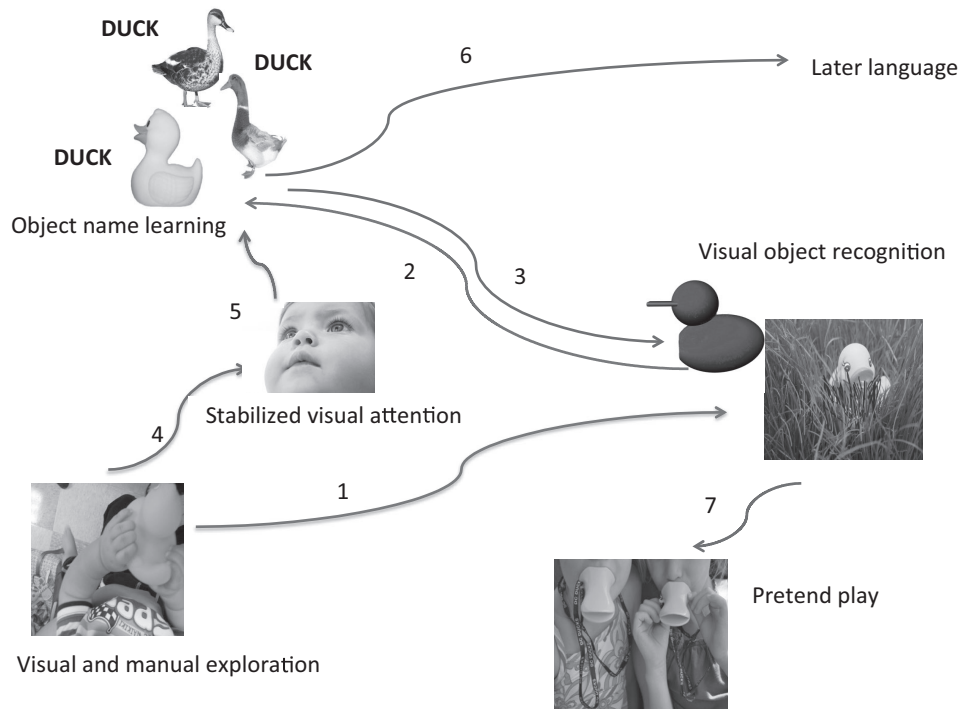 DUCK
DUCK
DUCK
Object name learning
6
Later language
Visual object recognition
2
3
5
Stabilized visual attention
4
1
7
Visual and manual exploration
Pretend play